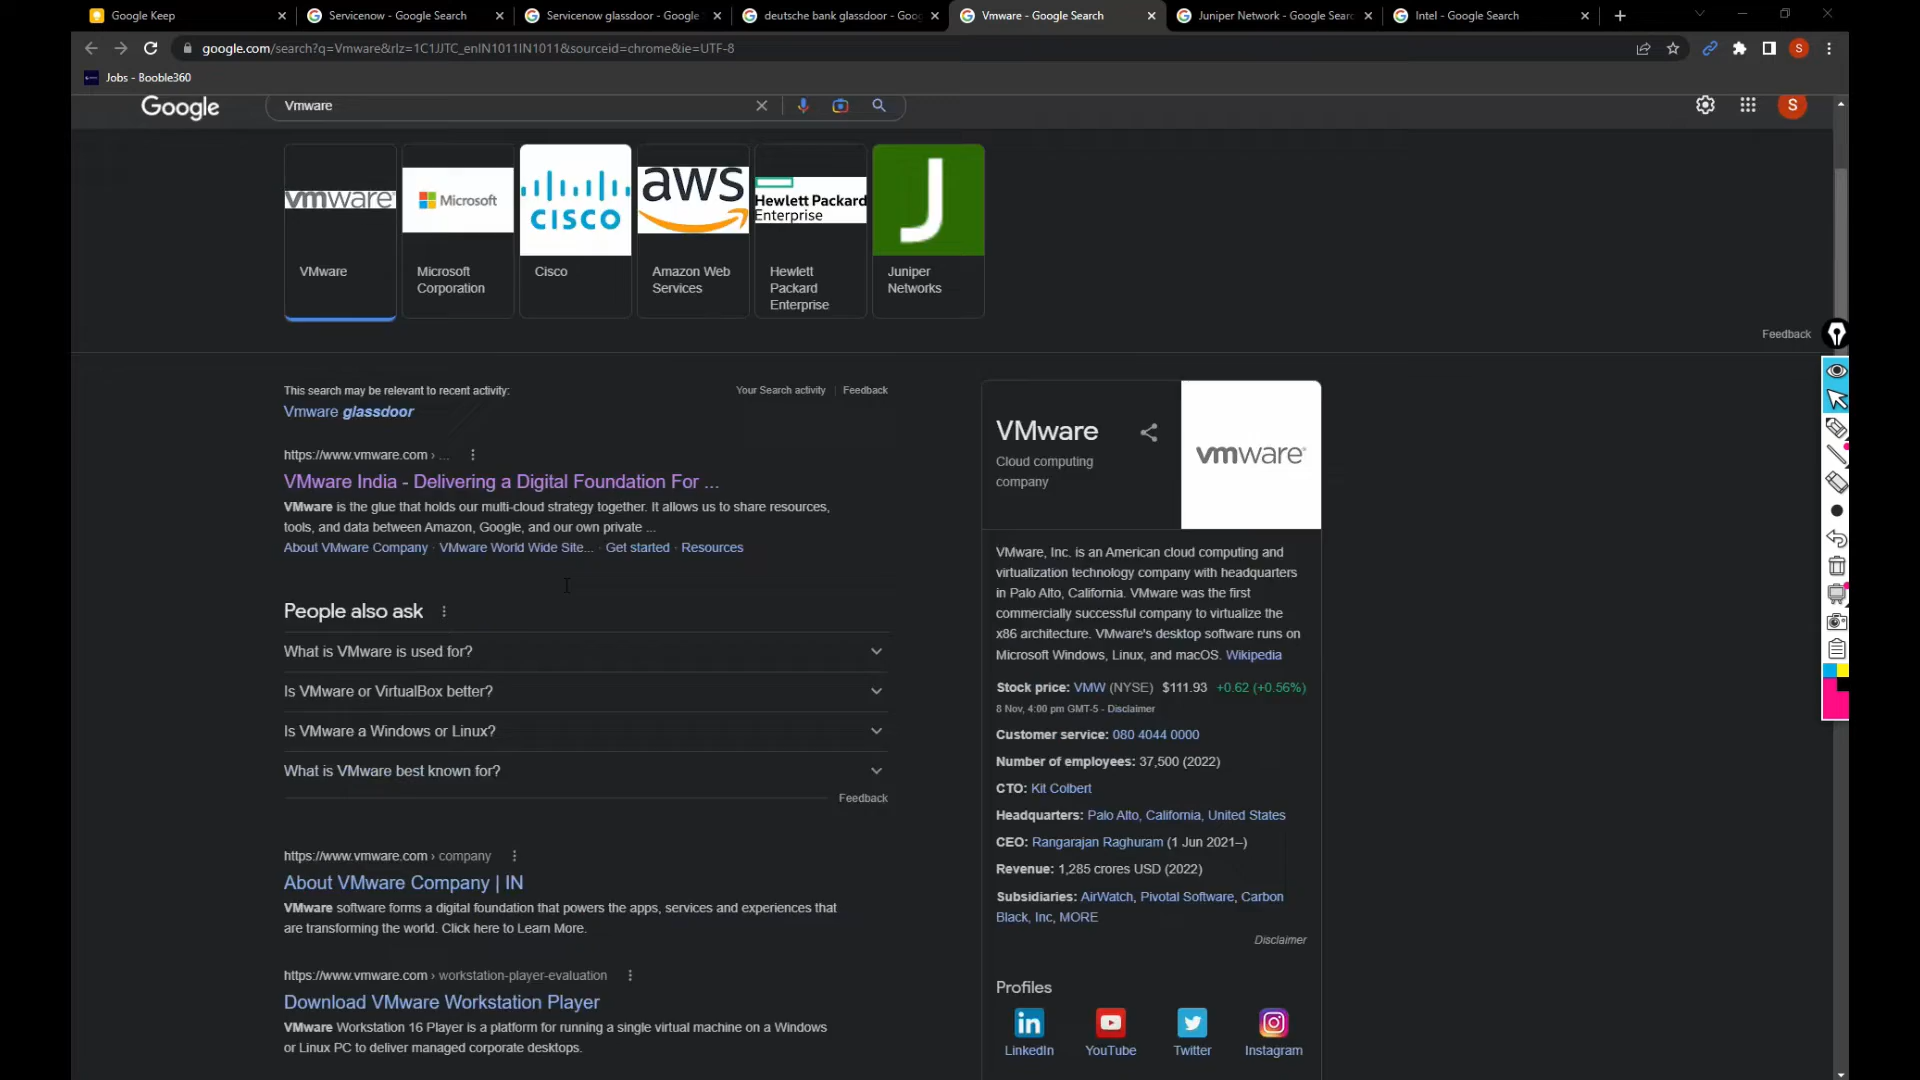 Google Keep
Servicenow - Google Search
Servicenow glassdoor - Google
deutsche bank glassdoor - Goo
Vmware - Google Search
Juniper Network - Google Searc
Intel - Google Search
google.com/search?q=Vmware&rlz=1C1JJTC_enIN1011IN1011&sourceid=chrome&ie=UTF-8
S
Jobs - Booble360
Google
Vmware
S
vmware
Microsoft
CISCO
aws
Hewlett Packard
Enterprise
J
VMware
Microsoft
Corporation
Cisco
Amazon Web
Services
Hewlett
Packard
Enterprise
Juniper
Networks
Feedback
This search may be relevant to recent activity:
Your Search activity
Feedback
Vmware glassdoor
https://www.vmware.com › ...
VMware India - Delivering a Digital Foundation For ...
VMware is the glue that holds our multi-cloud strategy together. It allows us to share resources,
tools, and data between Amazon, Google, and our own private ...
About VMware Company · VMware World Wide Site... · Get started · Resources
People also ask
What is VMware is used for?
Is VMware or VirtualBox better?
Is VMware a Windows or Linux?
What is VMware best known for?
Feedback
https://www.vmware.com › company
About VMware Company | IN
VMware software forms a digital foundation that powers the apps, services and experiences that
are transforming the world. Click here to Learn More.
https://www.vmware.com › workstation-player-evaluation
Download VMware Workstation Player
VMware Workstation 16 Player is a platform for running a single virtual machine on a Windows
or Linux PC to deliver managed corporate desktops.
VMware
Cloud computing
company
vmware®
VMware, Inc. is an American cloud computing and
virtualization technology company with headquarters
in Palo Alto, California. VMware was the first
commercially successful company to virtualize the
x86 architecture. VMware's desktop software runs on
Microsoft Windows, Linux, and macOS. Wikipedia
Stock price: VMW (NYSE) $111.93 +0.62 (+0.56%)
8 Nov, 4:00 pm GMT-5 - Disclaimer
Customer service: 080 4044 0000
Number of employees: 37,500 (2022)
CTO: Kit Colbert
Headquarters: Palo Alto, California, United States
CEO: Rangarajan Raghuram (1 Jun 2021–)
Revenue: 1,285 crores USD (2022)
Subsidiaries: AirWatch, Pivotal Software, Carbon
Black, Inc, MORE
Disclaimer
Profiles
LinkedIn
YouTube
Twitter
Instagram